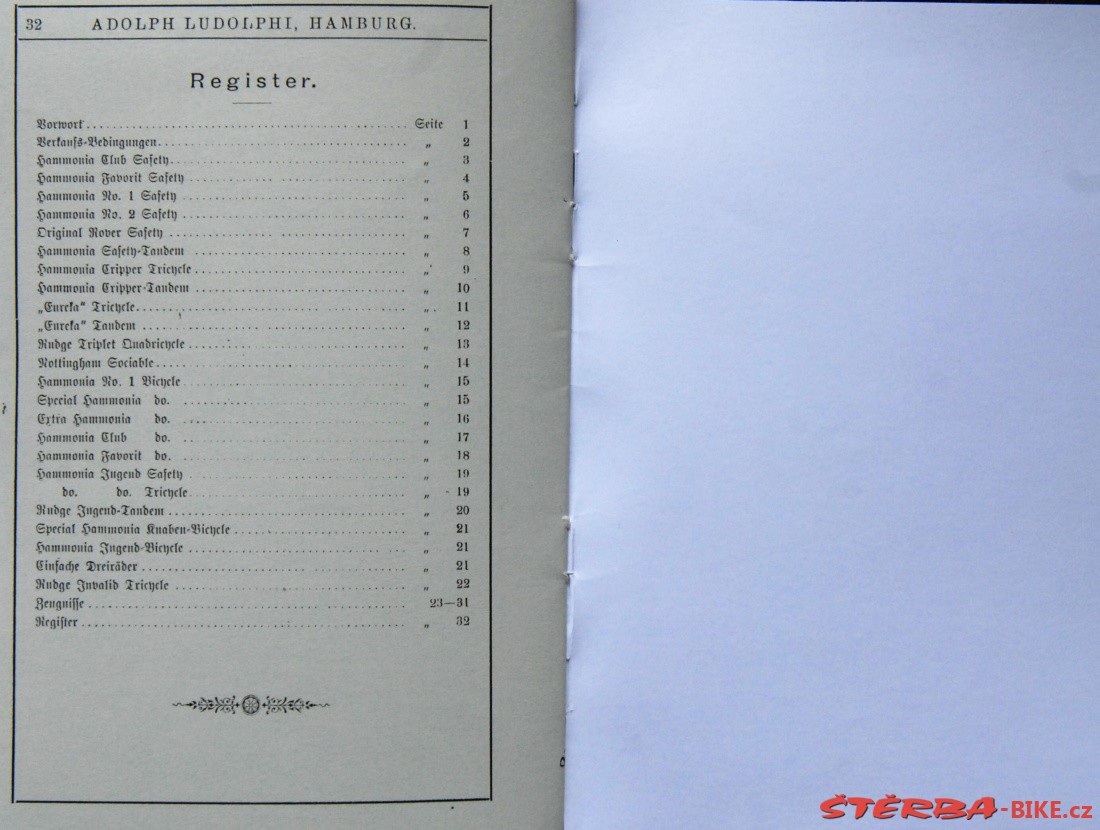 32 ADOLPH LUDOLPHI, HAMBURG.
Register.
Vorwort Seite 1
Verkaufs-Bedingungen „ 2
Hammonia Club Safety „ 3
Hammonia Favorit Safety „ 4
Hammonia No. 1 Safety „ 5
Hammonia No. 2 Safety „ 6
Original Rover Safety „ 7
Hammonia Safety-Tandem „ 8
Hammonia Cripper Tricycle „ 9
Hammonia Cripper-Tandem „ 10
„Eureka“ Tricycle „ 11
„Eureka“ Tandem „ 12
Rudge Triplet Quadricycle „ 13
Nottingham Sociable „ 14
Hammonia No. 1 Bicycle „ 15
Special Hammonia do. „ 15
Extra Hammonia do. „ 16
Hammonia Club do. „ 17
Hammonia Favorit do. „ 18
Hammonia Jugend Safety „ 19
do. do. Tricycle „ 19
Rudge Jugend-Tandem „ 20
Special Hammonia Knaben-Bicycle „ 21
Hammonia Jugend-Bicycle „ 21
Einfache Dreiräder „ 21
Rudge Invalid Tricycle „ 22
Zeugnisse 23—31
Register „ 32
ŠTĚRBA-BIKE.cz